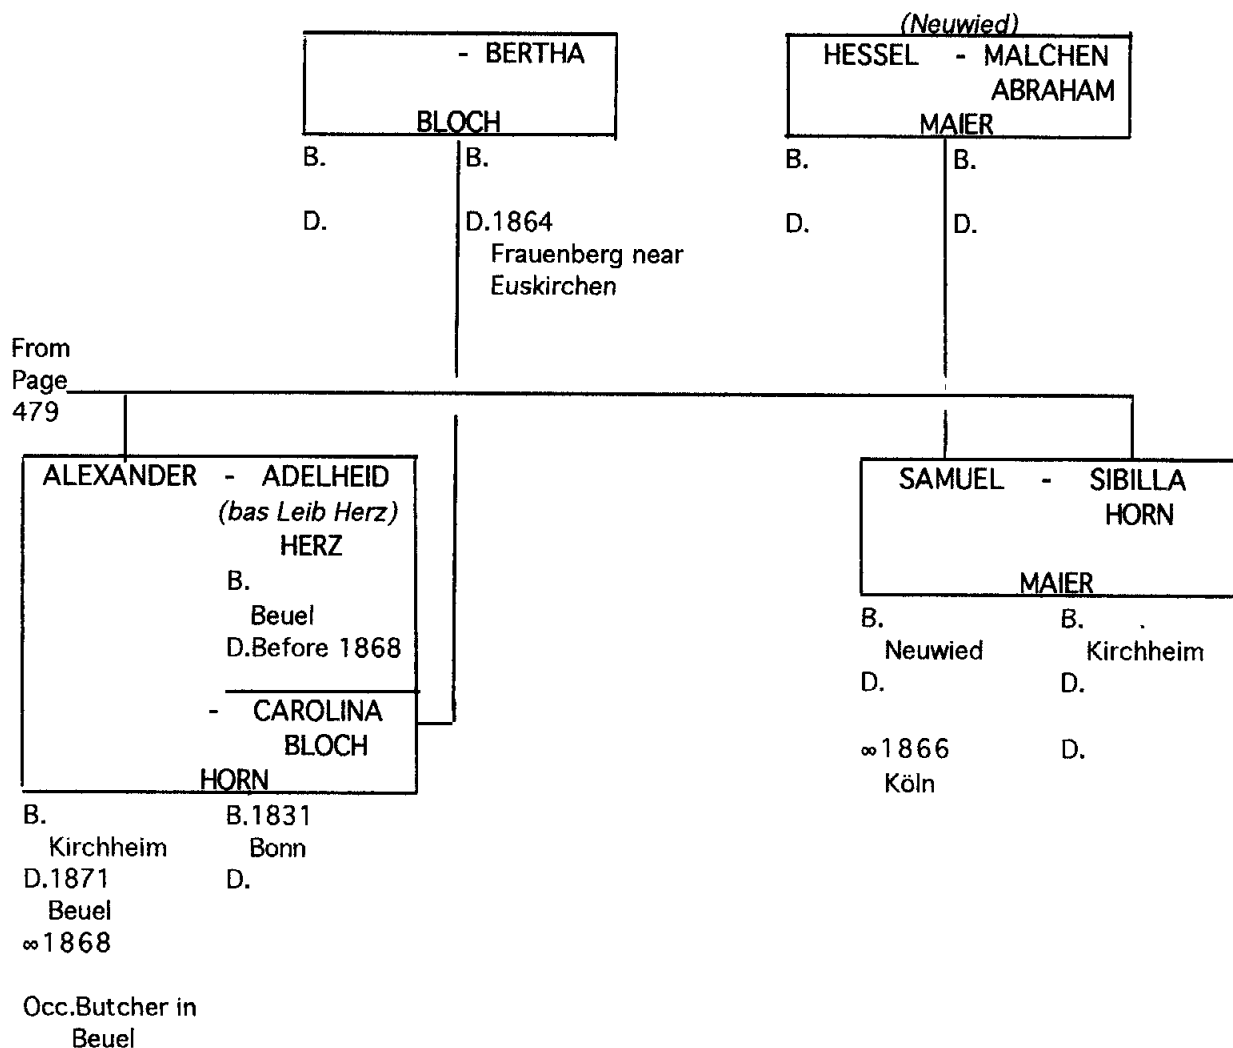 - BERTHA
BLOCH
B.
B.
D.
D.1864
Frauenberg near
Euskirchen
(Neuwied)
HESSEL - MALCHEN
ABRAHAM
MAIER
B.
B.
D.
D.
From
Page
479
ALEXANDER - ADELHEID
(bas Leib Herz)
HERZ
B.
Beuel
D.Before 1868
- CAROLINA
BLOCH
HORN
B.
Kirchheim
D.1871
Beuel
∞1868
B.1831
Bonn
D.
Occ.Butcher in
Beuel
SAMUEL - SIBILLA
HORN
MAIER
B.
Neuwied
D.
∞1866
Köln
B.
Kirchheim
D.
D.